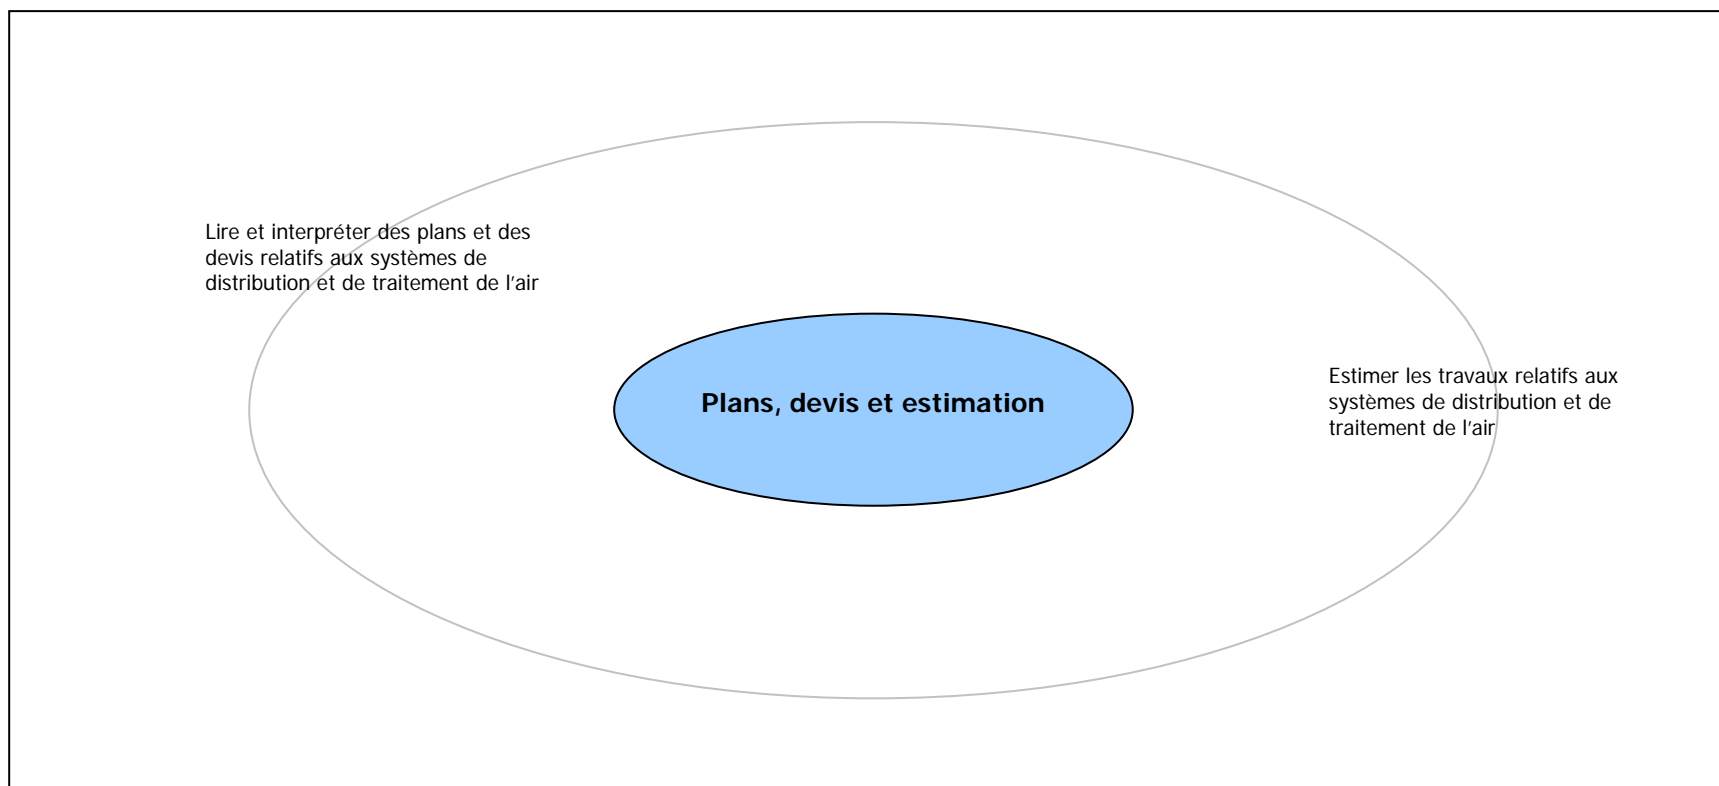 Lire et interpréter des plans et des
devis relatifs aux systèmes de
distribution et de traitement de l'air
Plans, devis et estimation
Estimer les travaux relatifs aux
systèmes de distribution et de
traitement de l'air